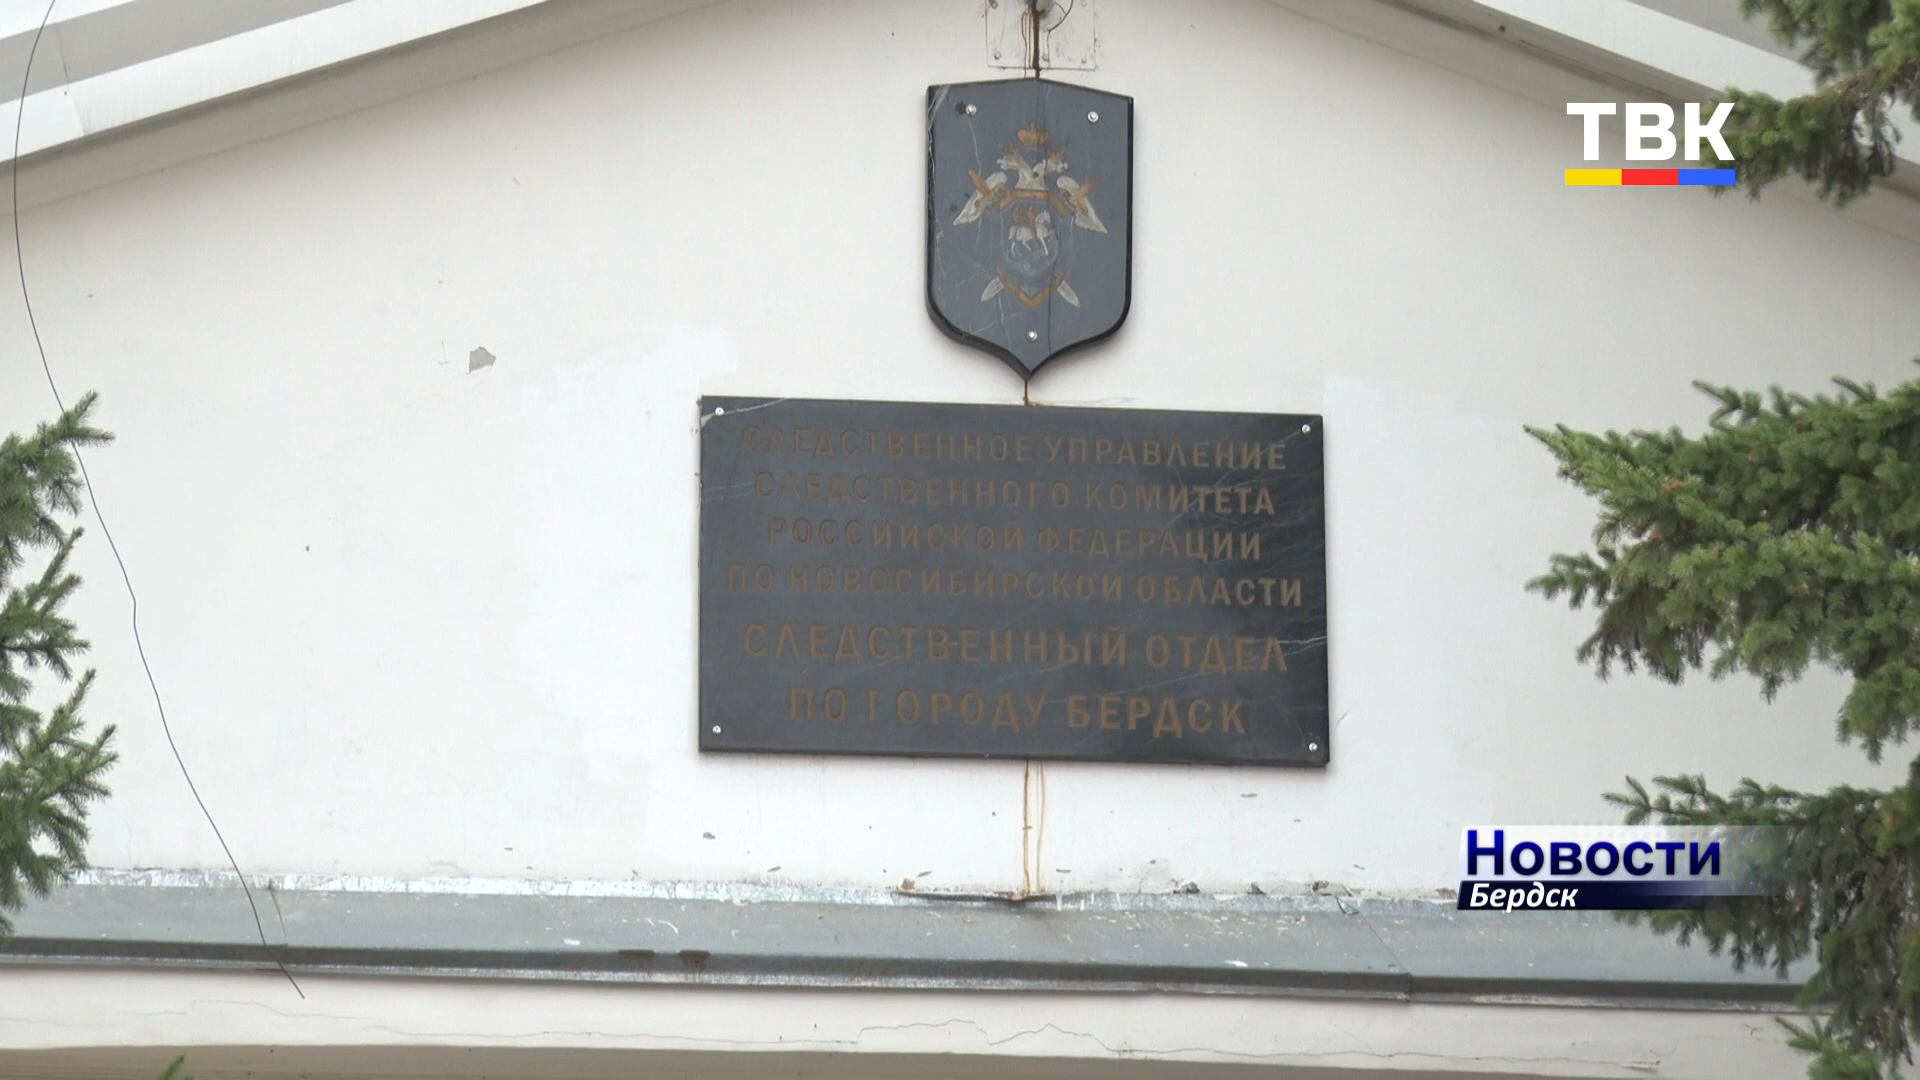 ТВК
СЛЕДСТВЕННОЕ УПРАВЛЕНИЕ
СЛЕДСТВЕННОГО КОМИТЕТА
РОССИЙСКОЙ ФЕДЕРАЦИИ
ПО НОВОСИБИРСКОЙ ОБЛАСТИ
СЛЕДСТВЕННЫЙ ОТДЕЛ
ПО ГОРОДУ БЕРДСК
Новости
Бердск